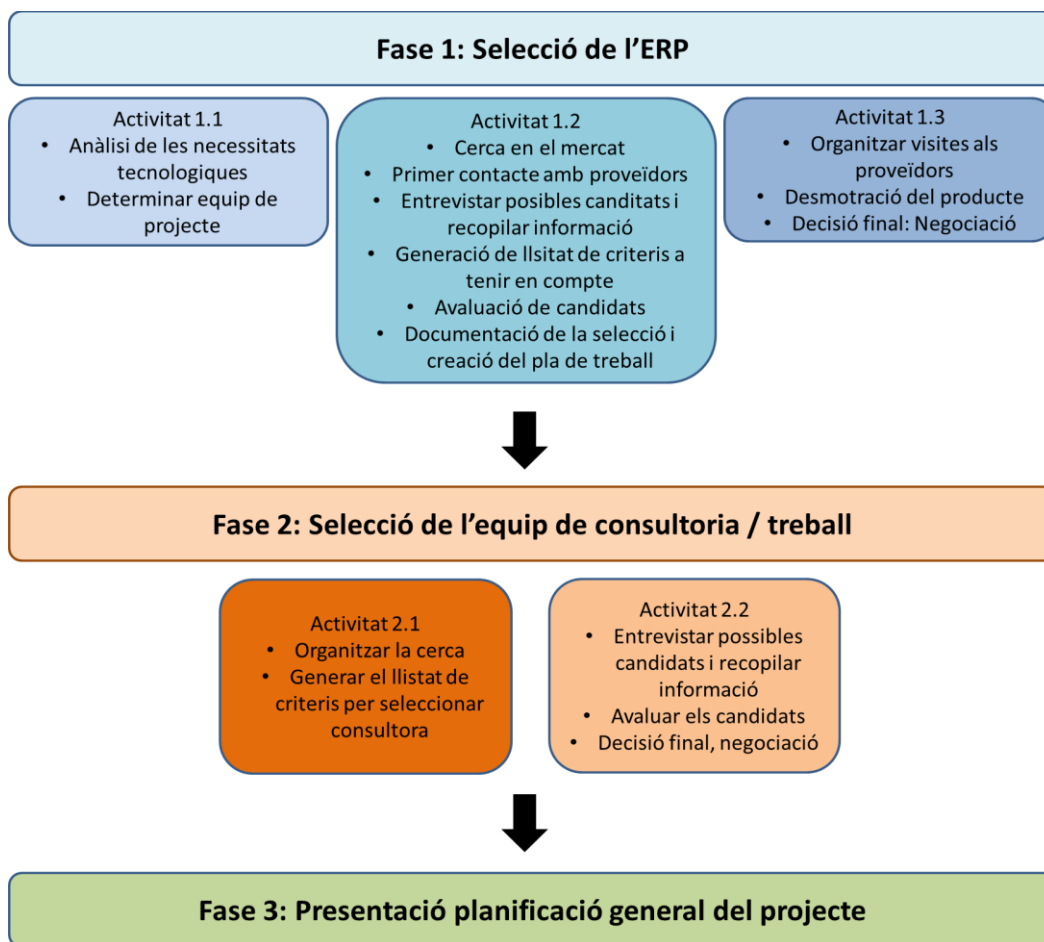 Fase 1: Selecció de l’ERP
Activitat 1.1
• Anàlisi de les necessitats
tecnologiques
• Determinar equip de
projecte
Activitat 1.2
• Cerca en el mercat
• Primer contacte amb proveïdors
• Entrevistar posibles canditats i
recopilar informació
• Generació de llsitat de criteris a
tenir en compte
• Avaluació de candidats
• Documentació de la selecció i
creació del pla de treball
Activitat 1.3
• Organitzar visites als
proveïdors
• Desmotració del producte
• Decisió final: Negociació
Fase 2: Selecció de l’equip de consultoria / treball
Activitat 2.1
• Organitzar la cerca
• Generar el llistat de
criteris per seleccionar
consultora
Activitat 2.2
• Entrevistar possibles
candidats i recopilar
informació
• Avaluar els candidats
• Decisió final, negociació
Fase 3: Presentació planificació general del projecte